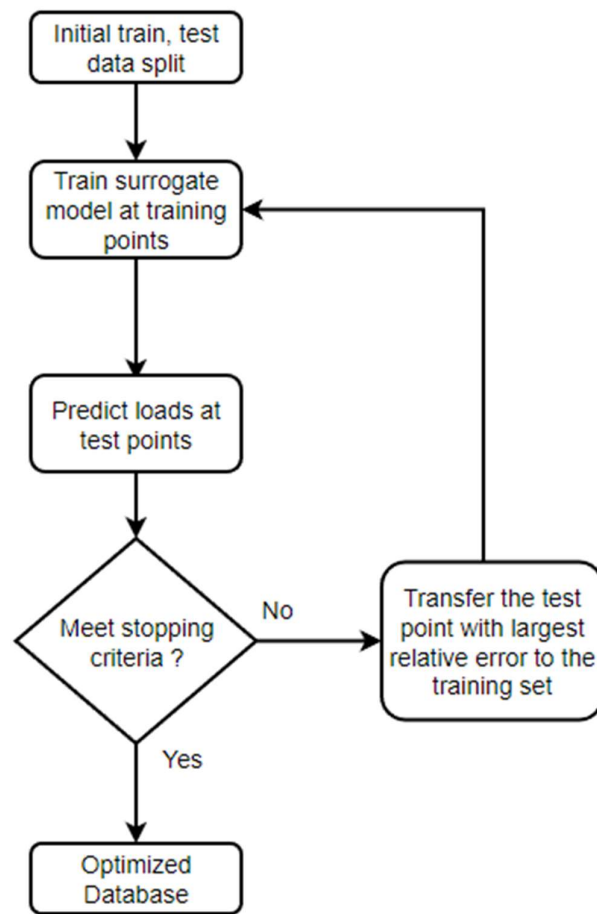 Initial train, test
data split
Train surrogate
model at training
points
Predict loads at
test points
Meet stopping
criteria ?
No
Transfer the test
point with largest
relative error to the
training set
Yes
Optimized
Database